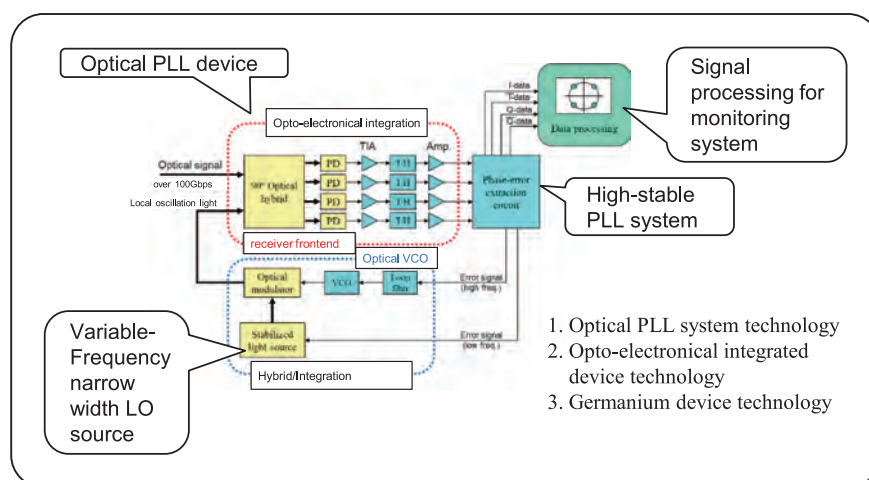 Optical PLL device
Opto-electronical integration
I-data
I-data
Q-data
Q-data
Data processing
Signal
processing for
monitoring
system
TIA
Amp.
Optical signal
over 100Gbps
Local oscillation light
90° Optical
hybrid
PD
T/H
PD
T/H
PD
T/H
PD
T/H
Phase-error
extraction
circuit
High-stable
PLL system
receiver frontend
Optical VCO
Optical
modulator
VCO
Loop
filter
Error signal
(high freq.)
Stabilized
light source
Error signal
(low freq.)
Hybrid/Integration
Variable-
Frequency
narrow
width LO
source
1. Optical PLL system technology
2. Opto-electronical integrated
device technology
3. Germanium device technology